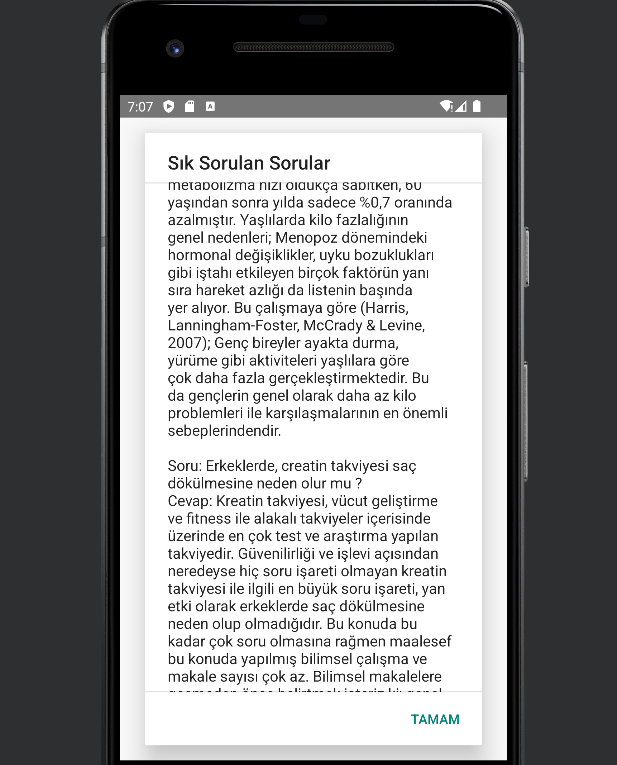 7:07
Sık Sorulan Sorular
metabolizma hızı oldukça sabitken, 60
yaşından sonra yılda sadece %0,7 oranında
azalmıştır. Yaşlılarda kilo fazlalığının
genel nedenleri; Menopoz dönemindeki
hormonal değişiklikler, uyku bozuklukları
gibi iştahı etkileyen birçok faktörün yanı
sıra hareket azlığı da listenin başında
yer alıyor. Bu çalışmaya göre (Harris,
Lanningham-Foster, McCrady & Levine,
2007); Genç bireyler ayakta durma,
yürüme gibi aktiviteleri yaşlılara göre
çok daha fazla gerçekleştirmektedir. Bu
da gençlerin genel olarak daha az kilo
problemleri ile karşılaşmalarının en önemli
sebeplerindendir.
Soru: Erkeklerde, creatin takviyesi saç
dökülmesine neden olur mu ?
Cevap: Kreatin takviyesi, vücut geliştirme
ve fitness ile alakalı takviyeler içerisinde
üzerinde en çok test ve araştırma yapılan
takviyedir. Güvenilirliği ve işlevi açısından
neredeyse hiç soru işareti olmayan kreatin
takviyesi ile ilgili en büyük soru işareti, yan
etki olarak erkeklerde saç dökülmesine
neden olup olmadığıdır. Bu konuda bu
kadar çok soru olmasına rağmen maalesef
bu konuda yapılmış bilimsel çalışma ve
makale sayısı çok az. Bilimsel makalelere
TAMAM